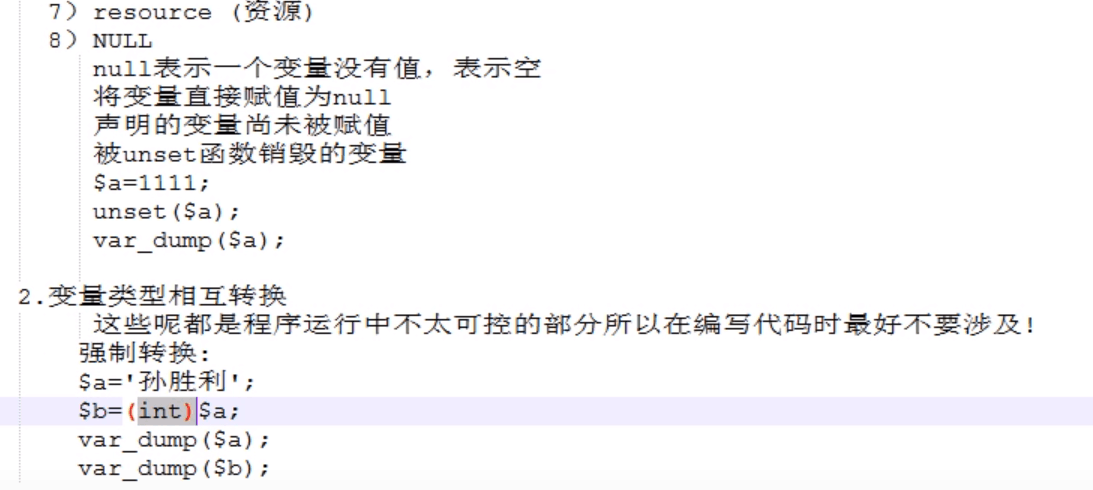 7) resource (资源)
8) NULL
null表示一个变量没有值，表示空
将变量直接赋值为null
声明的变量尚未被赋值
被unset函数销毁的变量
$a=1111;
unset($a);
var_dump($a);
2.变量类型相互转换
这些呢都是程序运行中不太可控的部分所以在编写代码时最好不要涉及!
强制转换:
$a='孙胜利';
$b=(int)$a;
var_dump($a);
var_dump($b);